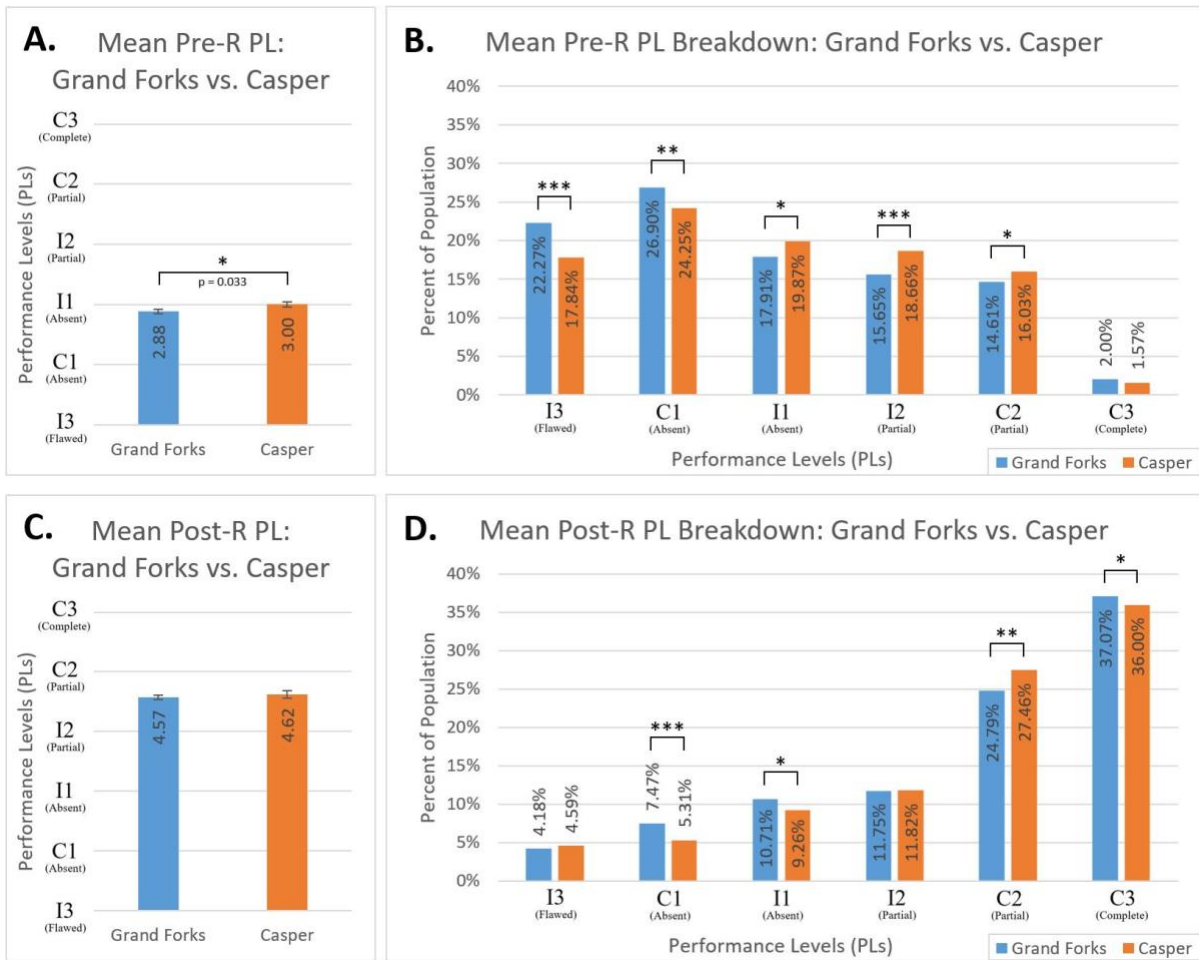 A. Mean Pre-R PL:
Grand Forks vs. Casper
Performance Levels (PLs)
C3
(Complete)
C2
(Partial)
I2
(Partial)
I1
(Absent)
C1
(Absent)
I3
(Flawed)
*
p = 0.033
2.88
3.00
Grand Forks
Casper
B. Mean Pre-R PL Breakdown: Grand Forks vs. Casper
Percent of Population
40%
35%
30%
25%
20%
15%
10%
5%
0%
***
**
*
***
*
22.27%
17.84%
26.90%
24.25%
17.91%
19.87%
15.65%
18.66%
14.61%
16.03%
2.00%
1.57%
I3
(Flawed)
C1
(Absent)
I1
(Absent)
I2
(Partial)
C2
(Partial)
C3
(Complete)
Performance Levels (PLs)
Grand Forks
Casper
C. Mean Post-R PL:
Grand Forks vs. Casper
Performance Levels (PLs)
C3
(Complete)
C2
(Partial)
I2
(Partial)
I1
(Absent)
C1
(Absent)
I3
(Flawed)
4.57
4.62
Grand Forks
Casper
D. Mean Post-R PL Breakdown: Grand Forks vs. Casper
Percent of Population
40%
35%
30%
25%
20%
15%
10%
5%
0%
***
*
**
*
4.18%
4.59%
7.47%
5.31%
10.71%
9.26%
11.75%
11.82%
24.79%
27.46%
37.07%
36.00%
I3
(Flawed)
C1
(Absent)
I1
(Absent)
I2
(Partial)
C2
(Partial)
C3
(Complete)
Performance Levels (PLs)
Grand Forks
Casper